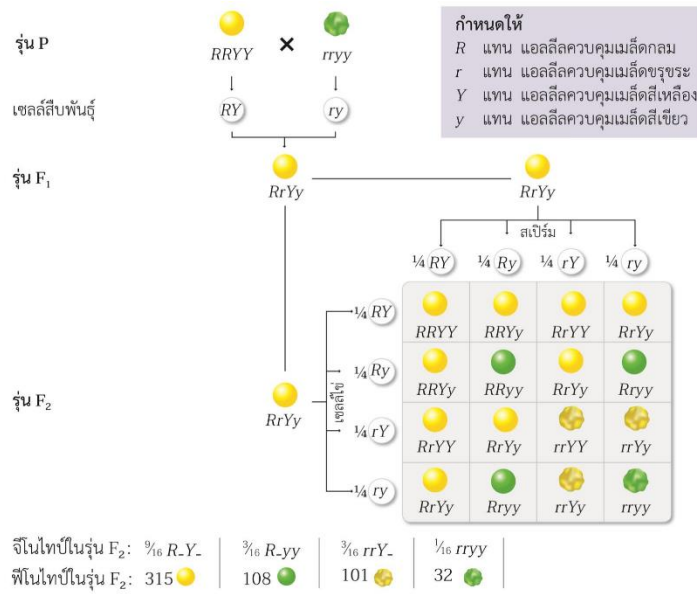 รุ่น P
RRYY × rryy
กำหนดให้
R แทน แอลลีลควบคุมเมล็ดกลม
r แทน แอลลีลควบคุมเมล็ดขรุขระ
Y แทน แอลลีลควบคุมเมล็ดสีเหลือง
y แทน แอลลีลควบคุมเมล็ดสีเขียว
เซลล์สืบพันธุ์ RY ry
รุ่น F₁
RrYy RrYy
สเปิร์ม
¼ RY ¼ Ry ¼ rY ¼ ry
รุ่น F₂
RrYy
เซลล์ไข่
¼ RY RRYY RRYy RrYY RrYy
¼ Ry RRYy RRyy RrYy Rryy
¼ rY RrYY RrYy rrYY rrYy
¼ ry RrYy Rryy rrYy rryy
จีโนไทป์ในรุ่น F₂: 9/16 R_Y_ 3/16 R_yy 3/16 rrY_ 1/16 rryy
ฟีโนไทป์ในรุ่น F₂: 315 108 101 32